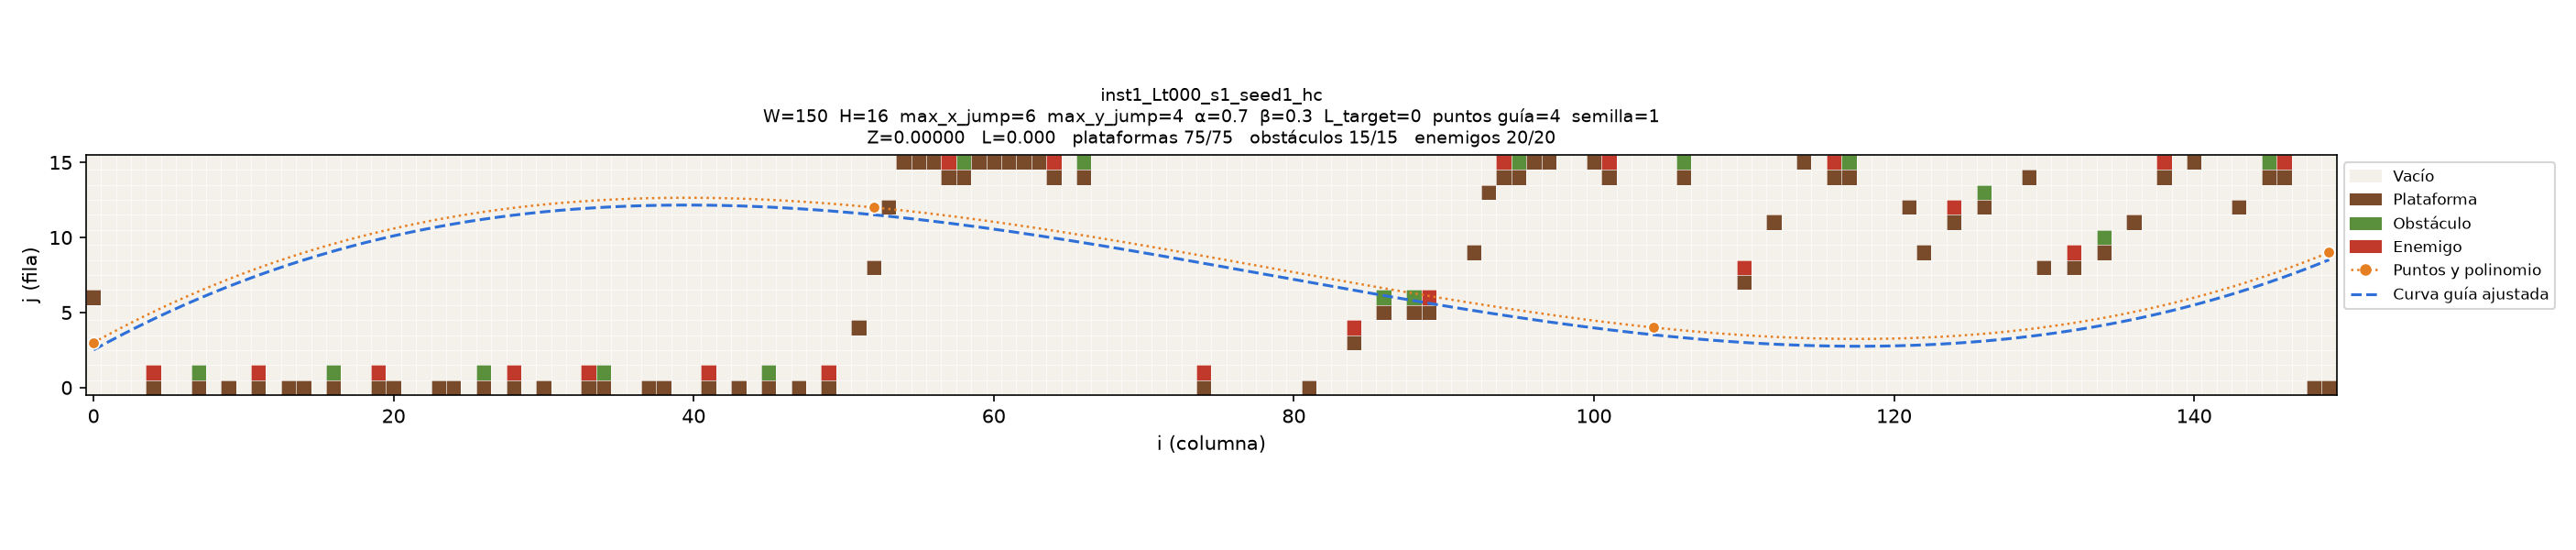 inst1_Lt000_s1_seed1_hc
W=150 H=16 max_x_jump=6 max_y_jump=4 α=0.7 β=0.3 L_target=0 puntos guía=4 semilla=1
Z=0.00000 L=0.000 plataformas 75/75 obstáculos 15/15 enemigos 20/20
15
10
5
0
j (fila)
0 20 40 60 80 100 120 140
i (columna)
Vacío
Plataforma
Obstáculo
Enemigo
Puntos y polinomio
Curva guía ajustada